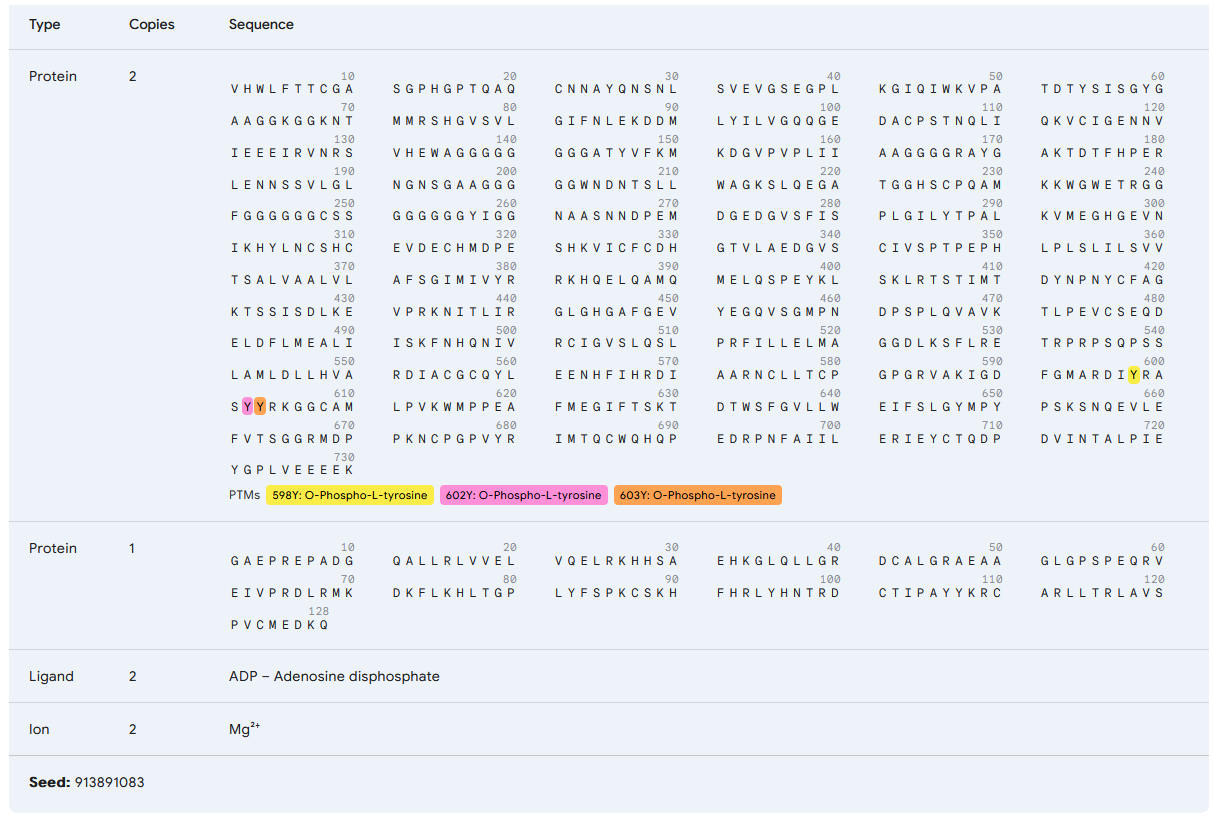 Type Copies Sequence
Protein 2
10 20 30 40 50 60
VHWLFTTCGA SGPHGPTQAQ CNNAYQNSNL SVEVGSEGPL KGIQIWKVPA TDTYSISGYG
70 80 90 100 110 120
AAGGKGGKNT MMRSHGVSVL GIFNLEKDDM LYILVGQQGE DACPSTNQLI QKVCIGENNV
130 140 150 160 170 180
IEEEIRVNRS VHEWAGGGGG GGGATYVFKM KDGVPVPLII AAGGGGRAYG AKTDTFHPER
190 200 210 220 230 240
LENNSSVLGL NGNSGAAGGG GGWNDNTSLL WAGKSLQEGA TGGHSCPQAM KKWGWETRGG
250 260 270 280 290 300
FGGGGGGCSS GGGGGGYIGG NAASNNDPEM DGEDGVSFIS PLGILYTPAL KVMEGHGEVN
310 320 330 340 350 360
IKHYLNCSHC EVDECHMDPE SHKVICFCDH GTVLAEDGVS CIVSPTPEPH LPLSLILSVV
370 380 390 400 410 420
TSALVAALVL AFSGIMIVYR RKHQELQAMQ MELQSPEYKL SKLRTSTIMT DYNPNYCFAG
430 440 450 460 470 480
KTSSISDLKE VPRKNITLIR GLGHGAFGEV YEGQVSGMPN DPSPLQVAVK TLPEVCSEQD
490 500 510 520 530 540
ELDFLMEALI ISKFNHQNIV RCIGVSLQSL PRFILLELMA GGDLKSFLRE TRPRPSQPSS
550 560 570 580 590 600
LAMLDLLHVA RDIACGCQYL EENHFIHRDI AARNCLLTCP GPGRVAKIGD FGMARDIYRA
610 620 630 640 650 660
SYYRKGGCAM LPVKWMPPEA FMEGIFTSKT DTWSFGVLLW EIFSLGYMPY PSKSNQEVLE
670 680 690 700 710 720
FVTSGGRMDP PKNCPGPVYR IMTQCWQHQP EDRPNFAIIL ERIEYCTQDP DVINTALPIE
730
YGPLVEEEEK
PTMs 598Y: O-Phospho-L-tyrosine 602Y: O-Phospho-L-tyrosine 603Y: O-Phospho-L-tyrosine
Protein 1
10 20 30 40 50 60
GAEPREPADG QALLRLVVEL VQELRKHHSA EHKGLQLLGR DCALGRAEAA GLGPSPEQRV
70 80 90 100 110 120
EIVPRDLRMK DKFLKHLTGP LYFSPKCSKH FHRLYHNTRD CTIPAYYKRC ARLLTRLAVS
128
PVCMEDKQ
Ligand 2 ADP – Adenosine disphosphate
Ion 2 Mg²⁺
Seed: 913891083